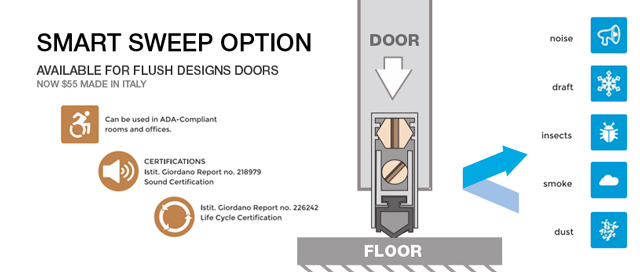 SMART SWEEP OPTION
AVAILABLE FOR FLUSH DESIGNS DOORS
NOW $55 MADE IN ITALY
Can be used in ADA-Compliant
rooms and offices.
CERTIFICATIONS
Istit. Giordano Report no. 218979
Sound Certification
Istit. Giordano Report no. 226242
Life Cycle Certification
DOOR
FLOOR
noise
draft
insects
smoke
dust